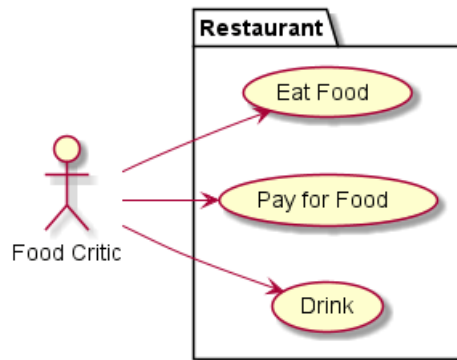 Restaurant
Eat Food
Pay for Food
Food Critic
Drink